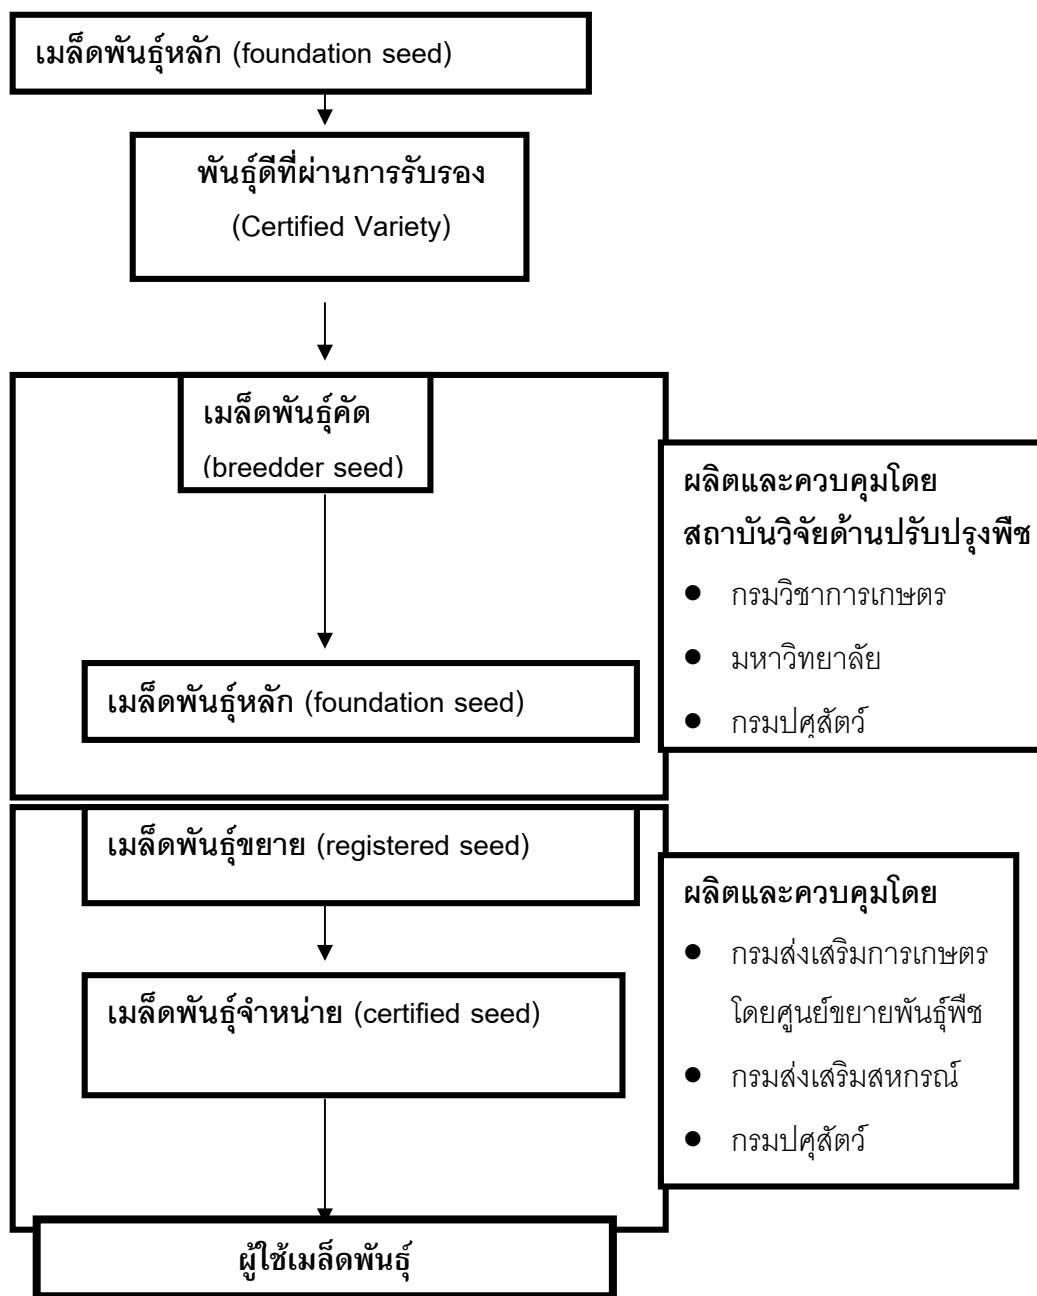 เมล็ดพันธุ์หลัก (foundation seed)
พันธุ์ดีที่ผ่านการรับรอง
(Certified Variety)
เมล็ดพันธุ์คัด
(breedder seed)
ผลิตและควบคุมโดย
สถาบันวิจัยด้านปรับปรุงพืช
● กรมวิชาการเกษตร
● มหาวิทยาลัย
● กรมปศุสัตว์
เมล็ดพันธุ์หลัก (foundation seed)
เมล็ดพันธุ์ขยาย (registered seed)
เมล็ดพันธุ์จำหน่าย (certified seed)
ผลิตและควบคุมโดย
● กรมส่งเสริมการเกษตร
โดยศูนย์ขยายพันธุ์พืช
● กรมส่งเสริมสหกรณ์
● กรมปศุสัตว์
ผู้ใช้เมล็ดพันธุ์